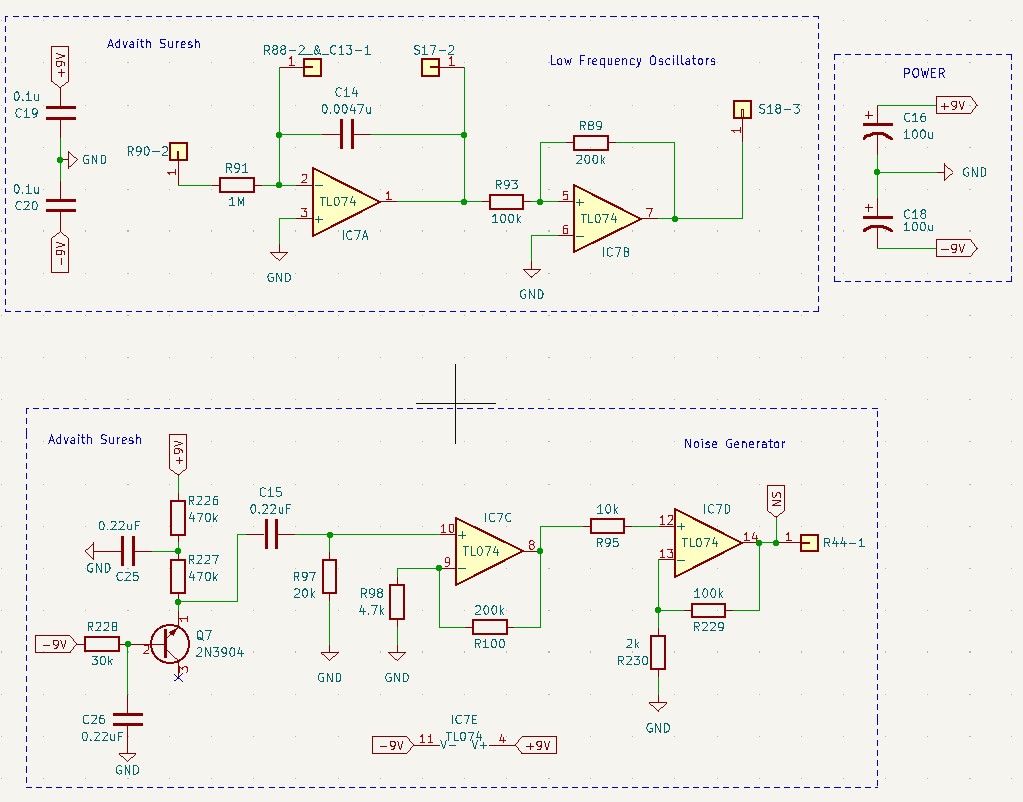 Advaith Suresh
Low Frequency Oscillators
+9V
0.1u
C19
GND
0.1u
C20
-9V
R90-2
1
R91
1M
R88-2_&_C13-1
1
S17-2
1
C14
0.0047u
2
3
1
TL074
IC7A
GND
R93
100k
R89
200k
5
6
7
TL074
IC7B
GND
S18-3
1
POWER
+9V
C16
100u
GND
C18
100u
-9V
Advaith Suresh
Noise Generator
+9V
R226
470k
0.22uF
C25
GND
R227
470k
-9V
R228
30k
1
2
3
Q7
2N3904
C26
0.22uF
GND
C15
0.22uF
R97
20k
GND
R98
4.7k
GND
10
9
8
IC7C
TL074
200k
R100
10k
R95
12
13
14
IC7D
TL074
NS
1
R44-1
100k
R229
2k
R230
GND
IC7E
TL074
-9V
11
V-
V+
4
+9V